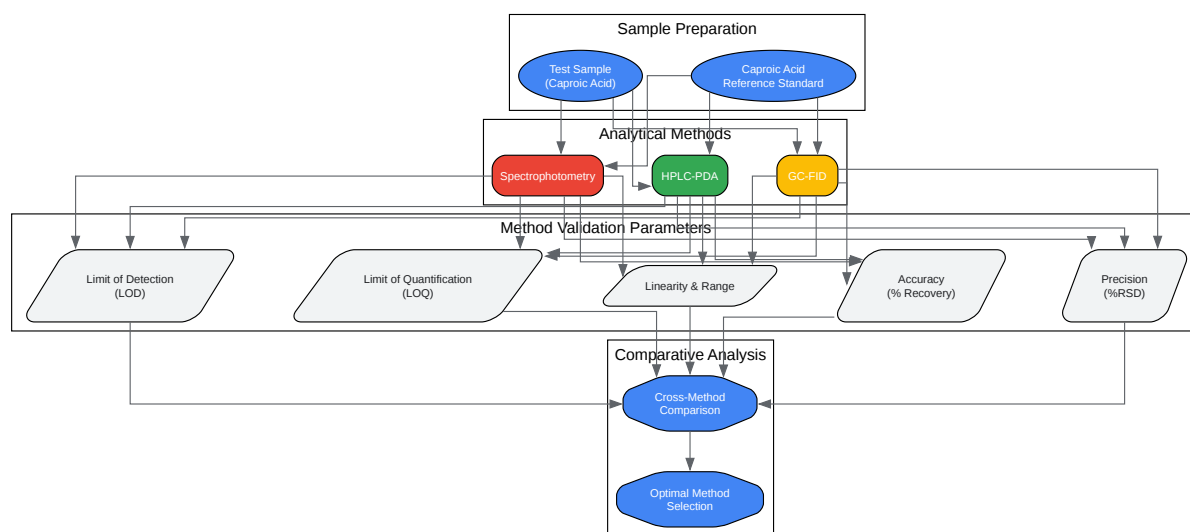 Sample Preparation
Test Sample
(Caproic Acid)
Caproic Acid
Reference Standard
Analytical Methods
Spectrophotometry
HPLC-PDA
GC-FID
Method Validation Parameters
Limit of Detection
(LOD)
Limit of Quantification
(LOQ)
Linearity & Range
Accuracy
(% Recovery)
Precision
(%RSD)
Comparative Analysis
Cross-Method
Comparison
Optimal Method
Selection